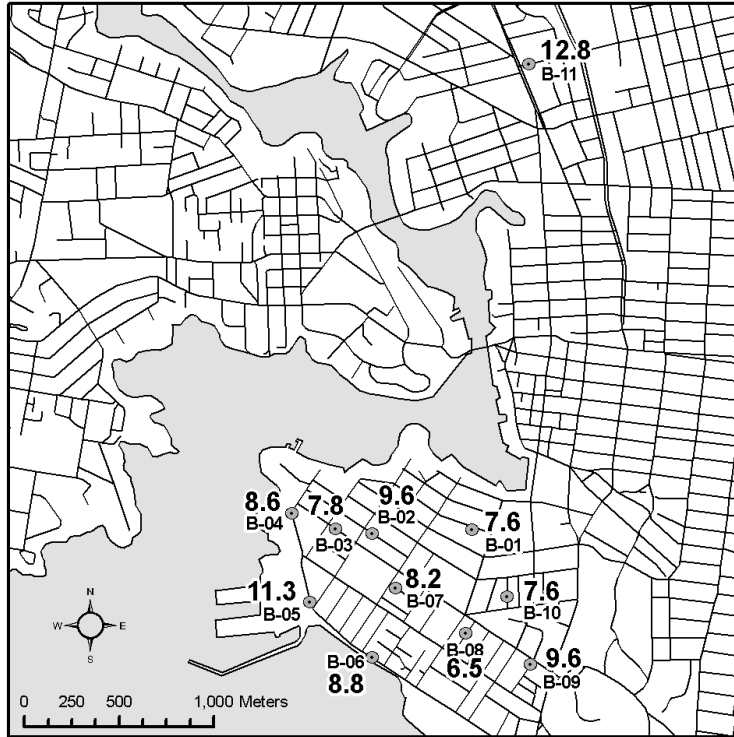 12.8
B-11
9.6
8.6
7.8
B-02
7.6
B-04
B-03
B-01
8.2
11.3
7.6
B-07
B-05
B-10
N
W E
S
B-06
B-08
9.6
8.8
6.5
B-09
0 250 500 1,000 Meters